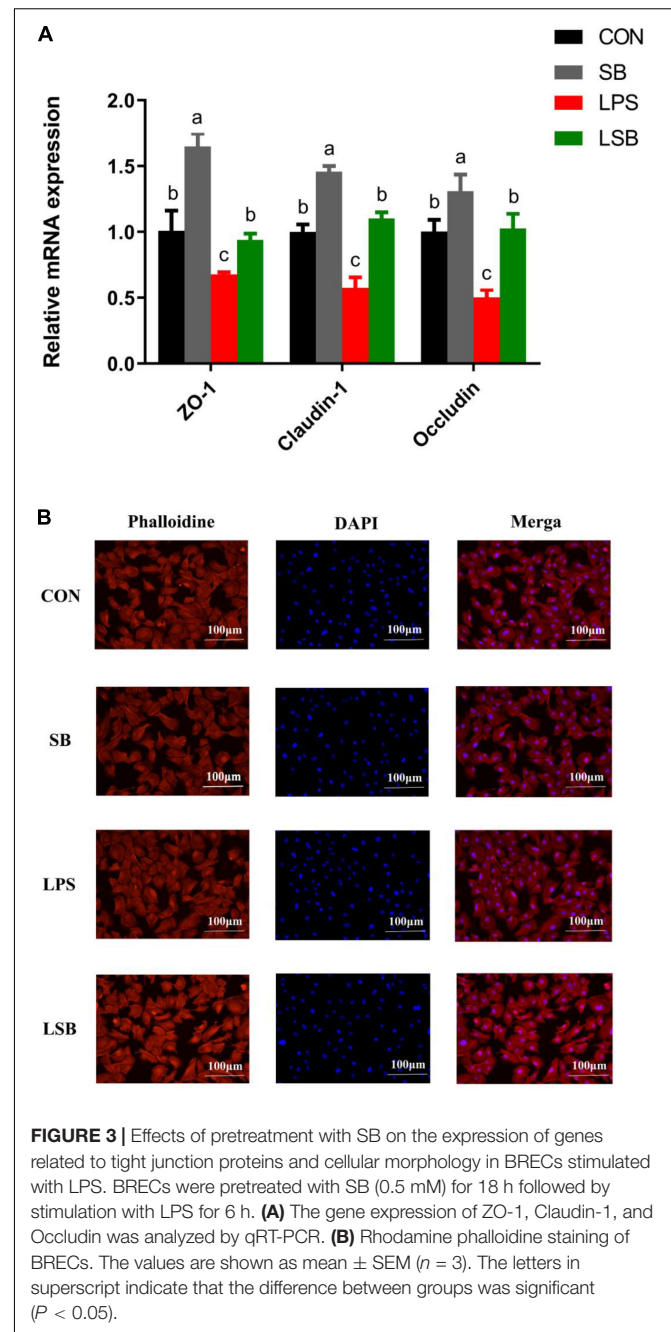 A
CON
SB
LPS
LSB
Relative mRNA expression
2.0
1.5
1.0
0.5
0.0
b a c b b a c b b a c b
ZO-1 Claudin-1 Occludin
B
Phalloidine DAPI Merga
CON
100μm 100μm 100μm
SB
100μm 100μm 100μm
LPS
100μm 100μm 100μm
LSB
100μm 100μm 100μm
FIGURE 3 | Effects of pretreatment with SB on the expression of genes
related to tight junction proteins and cellular morphology in BRECs stimulated
with LPS. BRECs were pretreated with SB (0.5 mM) for 18 h followed by
stimulation with LPS for 6 h. (A) The gene expression of ZO-1, Claudin-1, and
Occludin was analyzed by qRT-PCR. (B) Rhodamine phalloidine staining of
BRECs. The values are shown as mean ± SEM (n = 3). The letters in
superscript indicate that the difference between groups was significant
(P < 0.05).